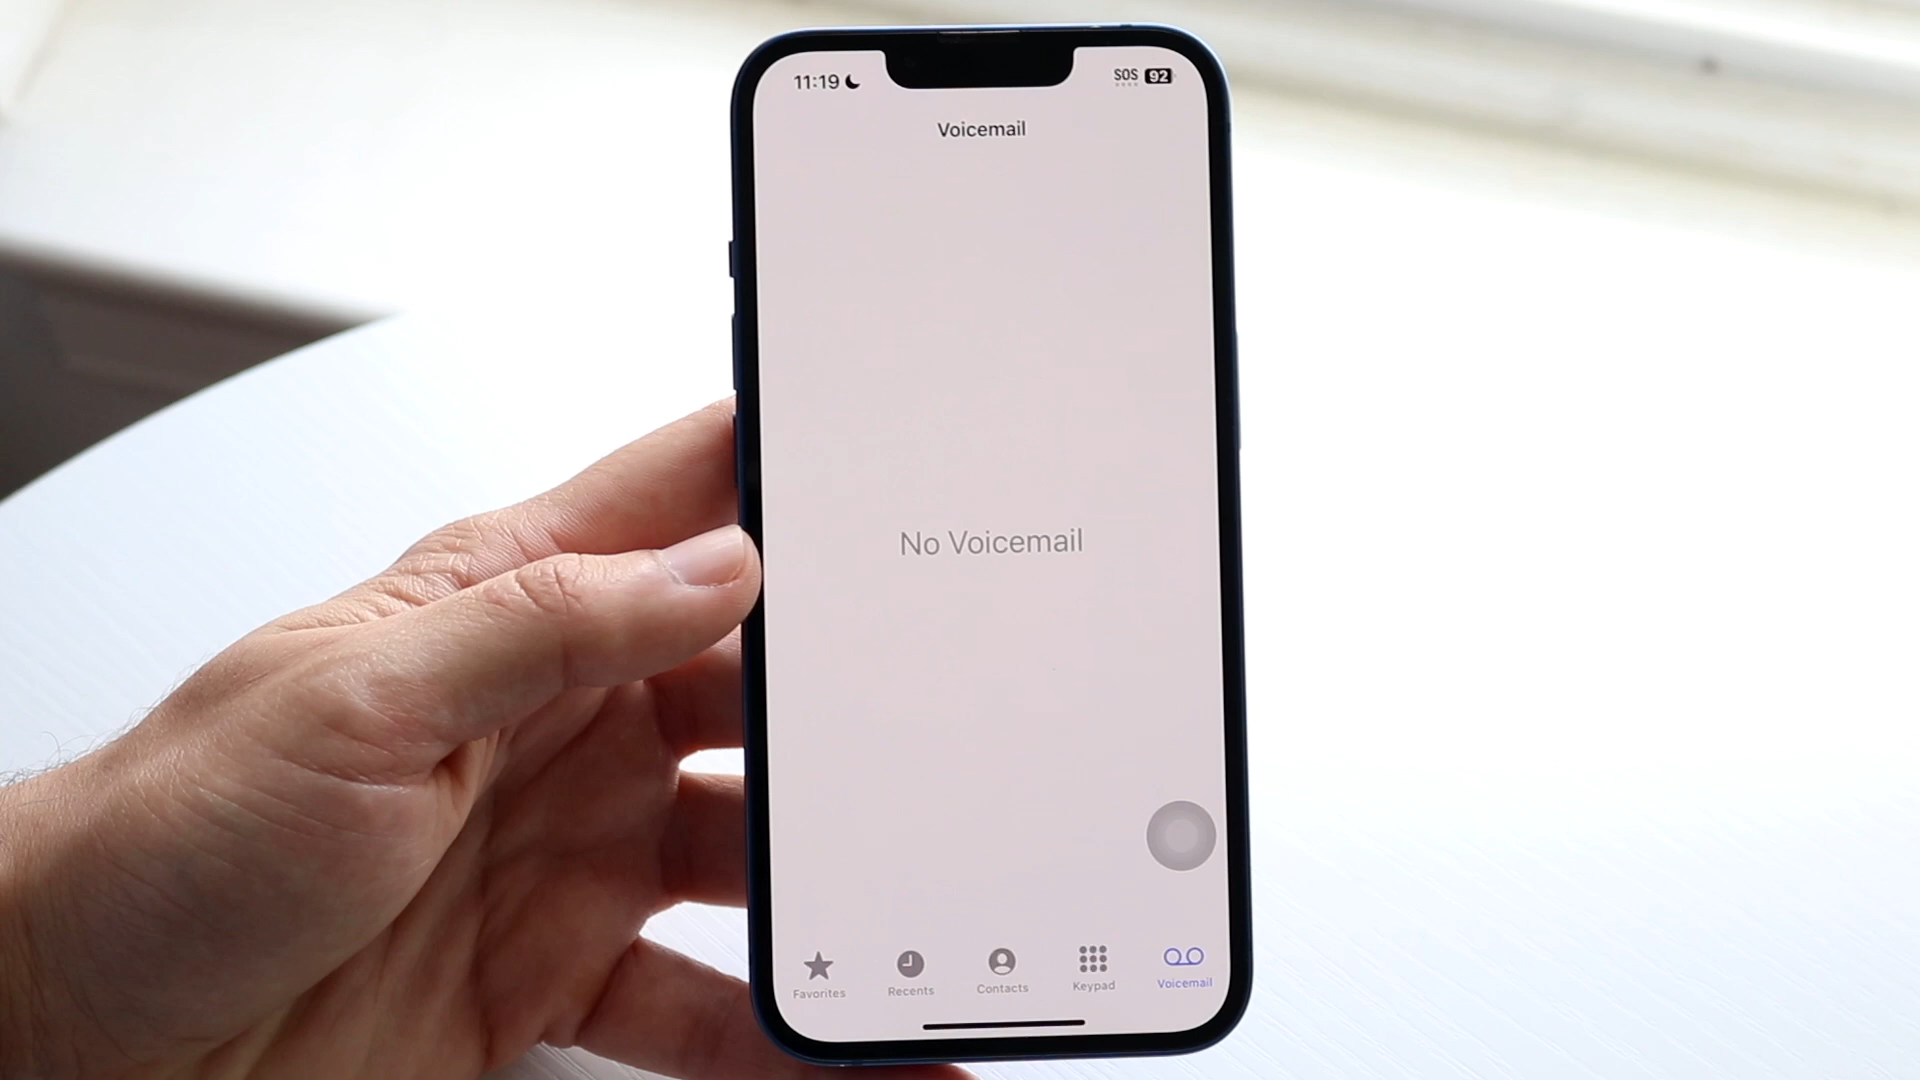 11:19
SOS 92
Voicemail
No Voicemail
Favorites Recents Contacts Keypad Voicemail